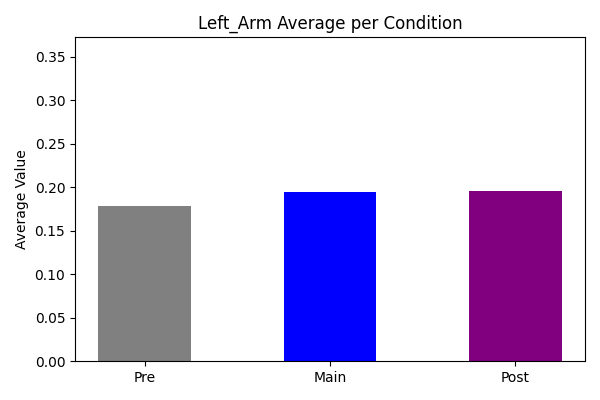 Left_Arm Average per Condition
Average Value
0.35
0.30
0.25
0.20
0.15
0.10
0.05
0.00
Pre
Main
Post